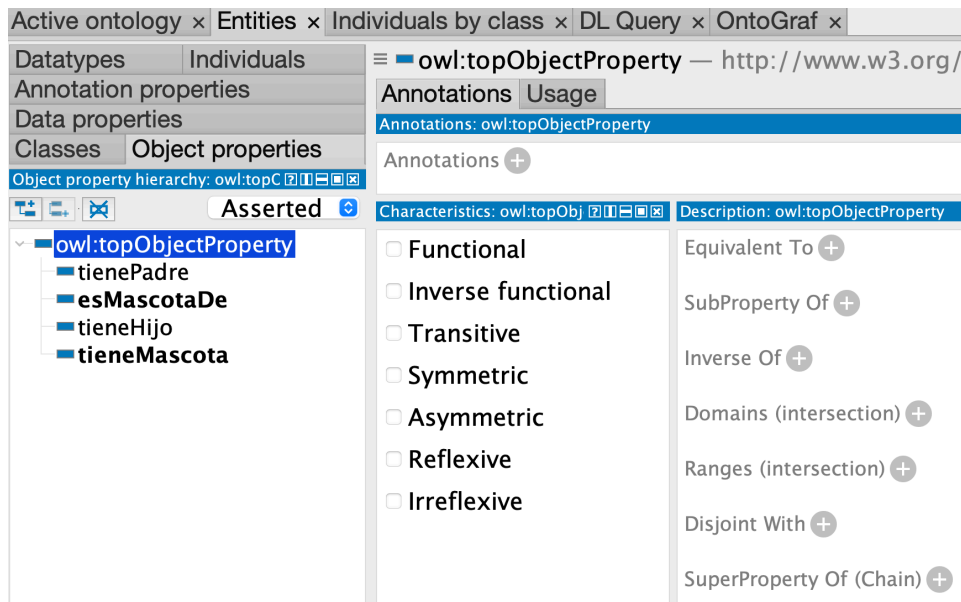 Active ontology × Entities × Individuals by class × DL Query × OntoGraf ×
Datatypes Individuals
Annotation properties
Data properties
Classes Object properties
Object property hierarchy: owl:topC
Asserted
owl:topObjectProperty
tienePadre
esMascotaDe
tieneHijo
tieneMascota
≡ owl:topObjectProperty — http://www.w3.org/
Annotations Usage
Annotations: owl:topObjectProperty
Annotations +
Characteristics: owl:topObj
Functional
Inverse functional
Transitive
Symmetric
Asymmetric
Reflexive
Irreflexive
Description: owl:topObjectProperty
Equivalent To +
SubProperty Of +
Inverse Of +
Domains (intersection) +
Ranges (intersection) +
Disjoint With +
SuperProperty Of (Chain) +